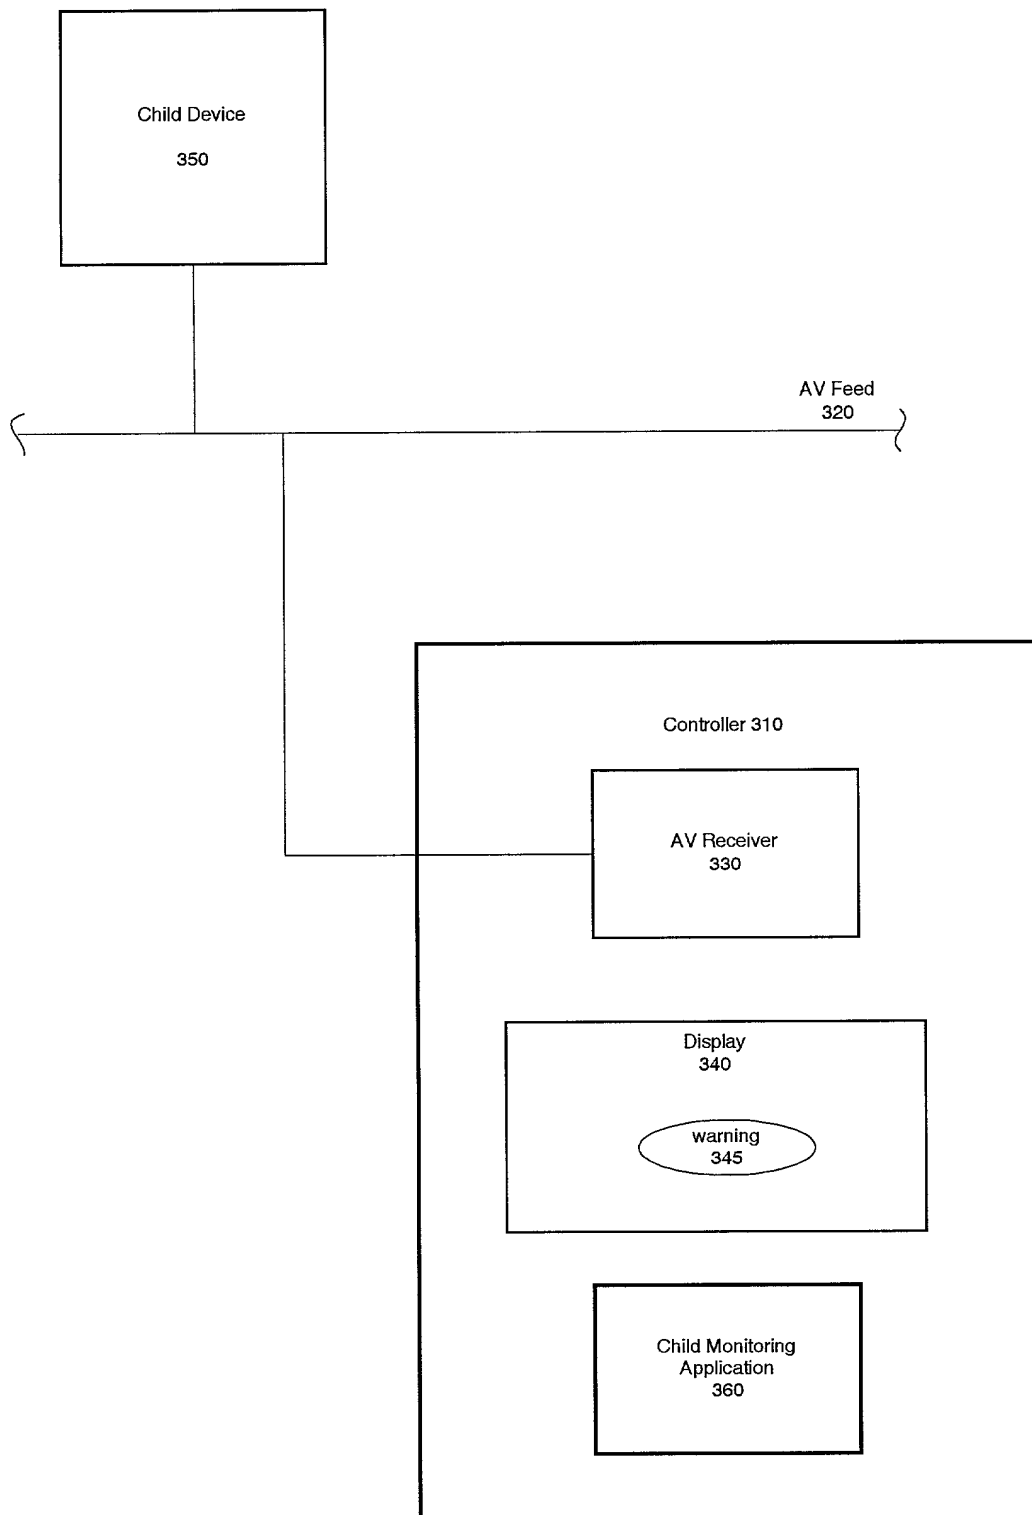 Child Device
350
AV Feed
320
Controller 310
AV Receiver
330
Display
340
warning
345
Child Monitoring
Application
360